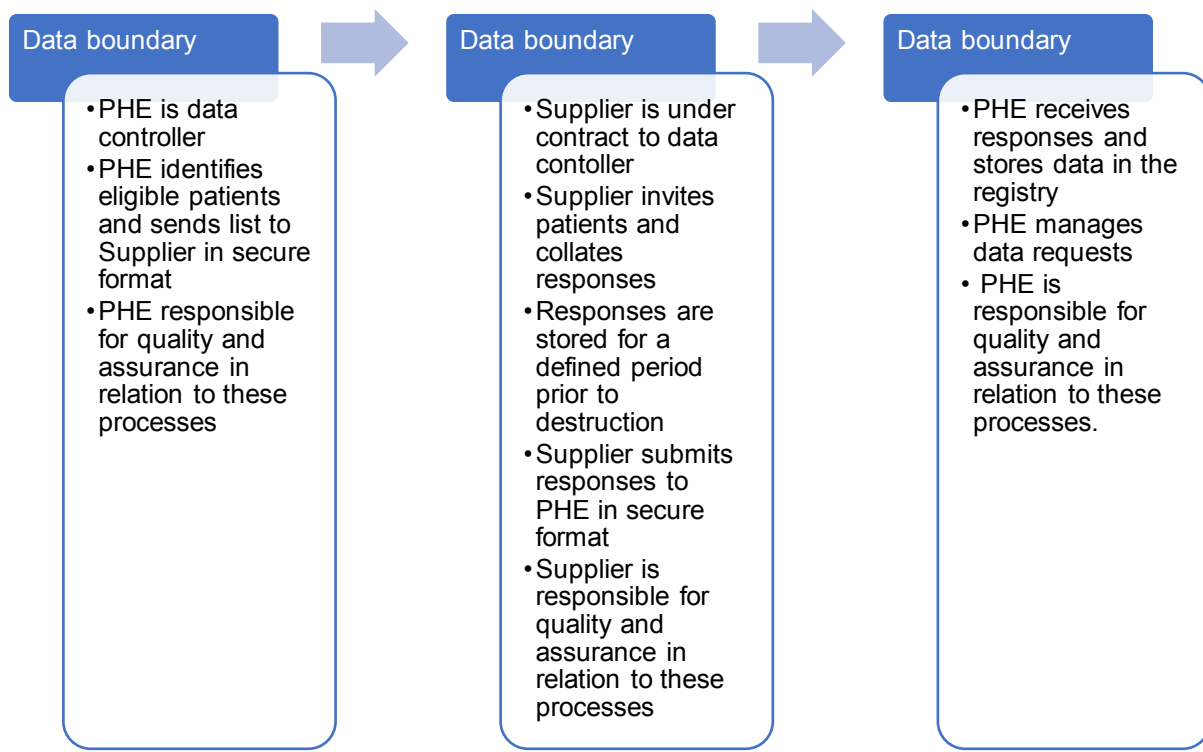 Data boundary
•PHE is data
controller
•PHE identifies
eligible patients
and sends list to
Supplier in secure
format
•PHE responsible
for quality and
assurance in
relation to these
processes
Data boundary
•Supplier is under
contract to data
contoller
•Supplier invites
patients and
collates
responses
•Responses are
stored for a
defined period
prior to
destruction
•Supplier submits
responses to
PHE in secure
format
•Supplier is
responsible for
quality and
assurance in
relation to these
processes
Data boundary
•PHE receives
responses and
stores data in the
registry
•PHE manages
data requests
• PHE is
responsible for
quality and
assurance in
relation to these
processes.